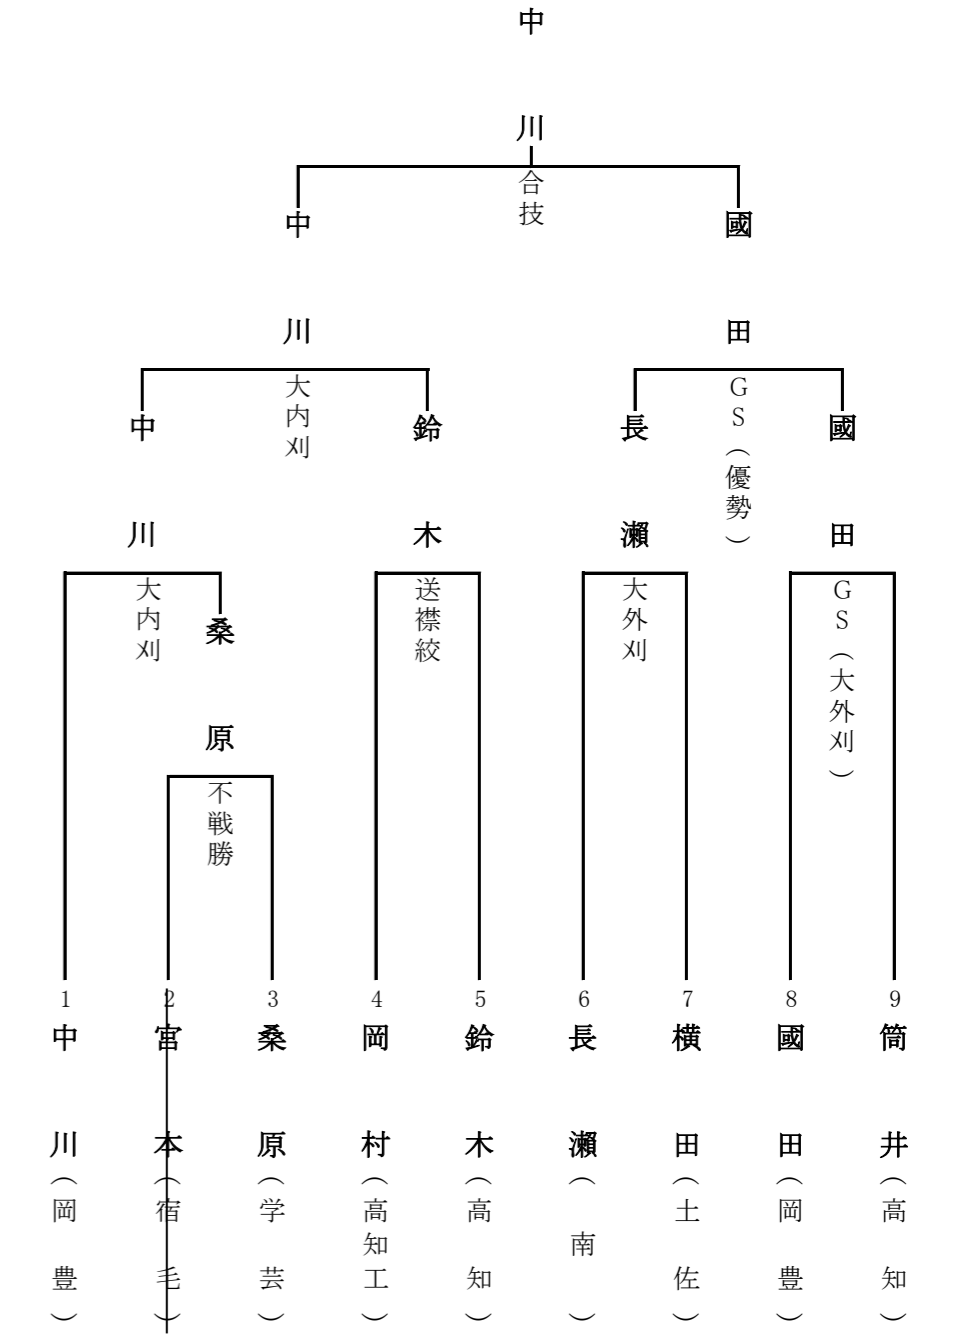 中川
合技
中川
國田
大内刈
GS（優勢）
中川
鈴木
長瀬
國田
大内刈
送襟絞
大外刈
GS（大外刈）
桑原
不戦勝
1 中川（岡豊）
2 宮本（宿毛）
3 桑原（学芸）
4 岡村（高知工）
5 鈴木（高知）
6 長瀬（南）
7 横田（土佐）
8 國田（岡豊）
9 筒井（高知）